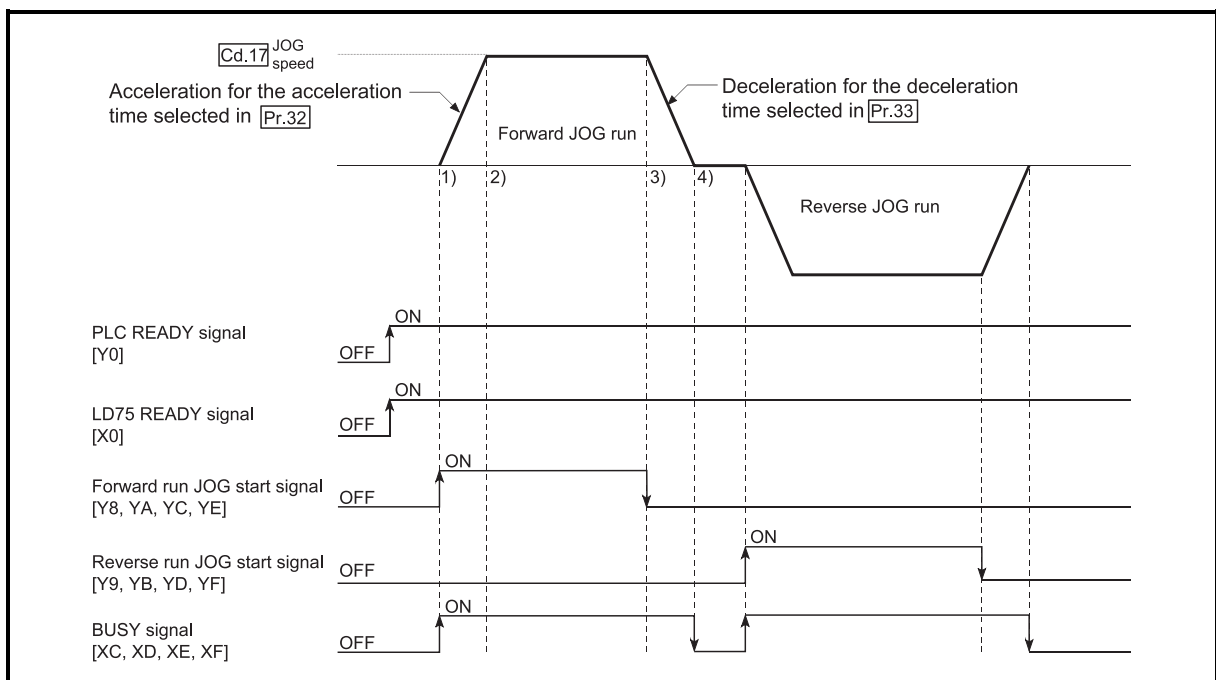 Cd.17 JOG speed
Acceleration for the acceleration
time selected in Pr.32
Deceleration for the deceleration
time selected in Pr.33
Forward JOG run
1) 2) 3) 4)
Reverse JOG run
ON
PLC READY signal
[Y0]
OFF
ON
LD75 READY signal
[X0]
OFF
ON
Forward run JOG start signal
[Y8, YA, YC, YE]
OFF
ON
Reverse run JOG start signal
[Y9, YB, YD, YF]
OFF
ON
BUSY signal
[XC, XD, XE, XF]
OFF